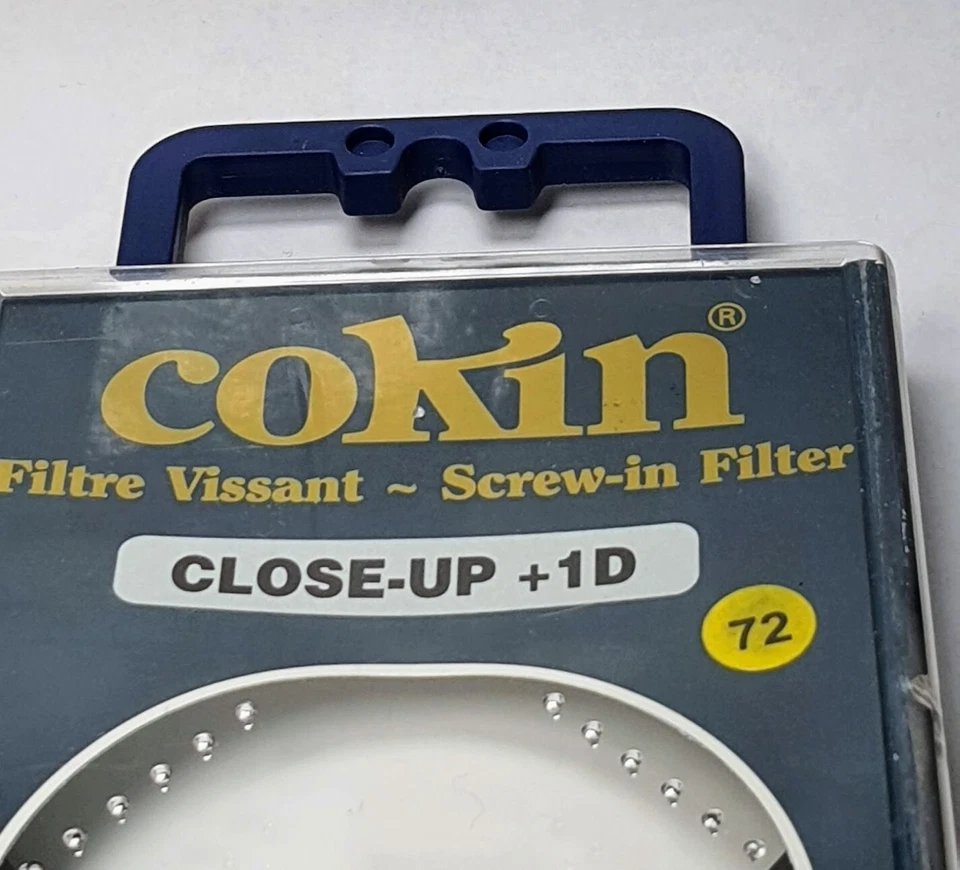 cokin®
Filtre Vissant ~ Screw-in Filter
CLOSE-UP +1D
72